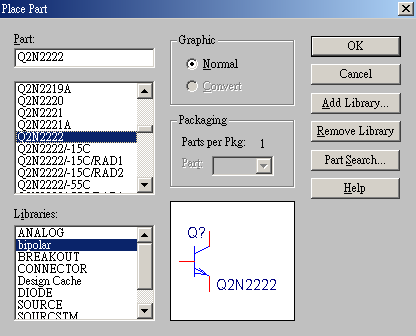 Place Part
Part:
Q2N2222
Q2N2219A
Q2N2220
Q2N2221
Q2N2221A
Q2N2222
Q2N2222/-15C
Q2N2222/-15C/RAD1
Q2N2222/-15C/RAD2
Q2N2222/-55C
Libraries:
ANALOG
bipolar
BREAKOUT
CONNECTOR
Design Cache
DIODE
SOURCE
SOURCSTM
Graphic
Normal
Convert
Packaging
Parts per Pkg: 1
Part:
Q?
Q2N2222
OK
Cancel
Add Library...
Remove Library
Part Search...
Help